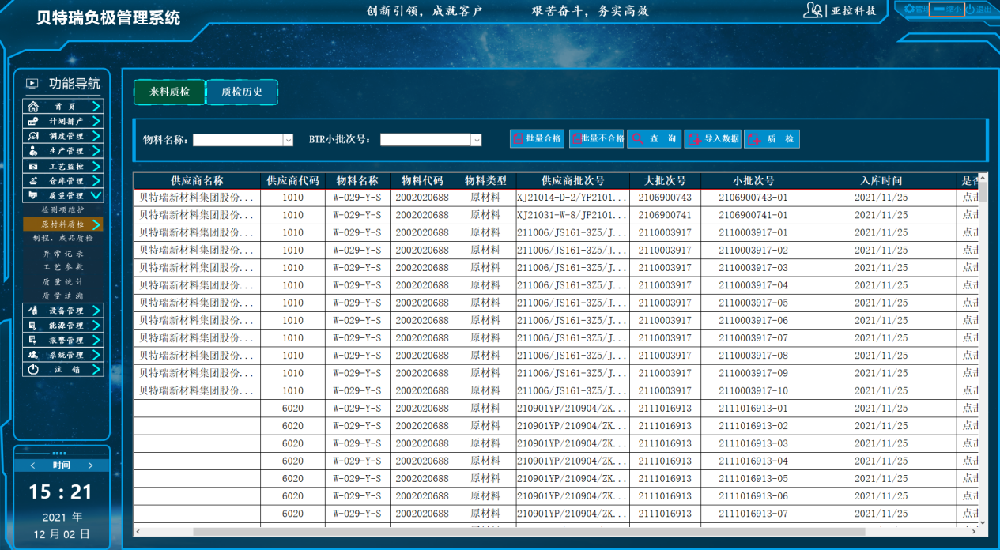 贝特瑞负极管理系统
创新引领，成就客户 艰苦奋斗，务实高效
亚控科技
管理 缩小 退出
功能导航
首 页
计划排产
调度管理
生产管理
工艺监控
仓库管理
质量管理
检测项维护
原材料质检
制程、成品质检
异常记录
工艺参数
质量统计
质量追溯
设备管理
能源管理
报警管理
系统管理
注 销
< 时间 >
15 : 21
2021 年
12 月 02 日
来料质检 质检历史
物料名称： BTR小批次号： 批量合格 批量不合格 查 询 导入数据 质 检
供应商名称 供应商代码 物料名称 物料代码 物料类型 供应商批次号 大批次号 小批次号 入库时间 是否
贝特瑞新材料集团股份... 1010 W-029-Y-S 2002020688 原材料 XJ21014-D-2/YP2101... 2106900743 2106900743-01 2021/11/25 点击
贝特瑞新材料集团股份... 1010 W-029-Y-S 2002020688 原材料 XJ21031-W-8/JP2101... 2106900741 2106900741-01 2021/11/25 点击
贝特瑞新材料集团股份... 1010 W-029-Y-S 2002020688 原材料 211006/JS161-3Z5/J... 2110003917 2110003917-01 2021/11/25 点击
贝特瑞新材料集团股份... 1010 W-029-Y-S 2002020688 原材料 211006/JS161-3Z5/J... 2110003917 2110003917-02 2021/11/25 点击
贝特瑞新材料集团股份... 1010 W-029-Y-S 2002020688 原材料 211006/JS161-3Z5/J... 2110003917 2110003917-03 2021/11/25 点击
贝特瑞新材料集团股份... 1010 W-029-Y-S 2002020688 原材料 211006/JS161-3Z5/J... 2110003917 2110003917-04 2021/11/25 点击
贝特瑞新材料集团股份... 1010 W-029-Y-S 2002020688 原材料 211006/JS161-3Z5/J... 2110003917 2110003917-05 2021/11/25 点击
贝特瑞新材料集团股份... 1010 W-029-Y-S 2002020688 原材料 211006/JS161-3Z5/J... 2110003917 2110003917-06 2021/11/25 点击
贝特瑞新材料集团股份... 1010 W-029-Y-S 2002020688 原材料 211006/JS161-3Z5/J... 2110003917 2110003917-07 2021/11/25 点击
贝特瑞新材料集团股份... 1010 W-029-Y-S 2002020688 原材料 211006/JS161-3Z5/J... 2110003917 2110003917-08 2021/11/25 点击
贝特瑞新材料集团股份... 1010 W-029-Y-S 2002020688 原材料 211006/JS161-3Z5/J... 2110003917 2110003917-09 2021/11/25 点击
贝特瑞新材料集团股份... 1010 W-029-Y-S 2002020688 原材料 211006/JS161-3Z5/J... 2110003917 2110003917-10 2021/11/25 点击
6020 W-029-Y-S 2002020688 原材料 210901YP/210904/ZK... 2111016913 2111016913-01 2021/11/25 点击
6020 W-029-Y-S 2002020688 原材料 210901YP/210904/ZK... 2111016913 2111016913-02 2021/11/25 点击
6020 W-029-Y-S 2002020688 原材料 210901YP/210904/ZK... 2111016913 2111016913-03 2021/11/25 点击
6020 W-029-Y-S 2002020688 原材料 210901YP/210904/ZK... 2111016913 2111016913-04 2021/11/25 点击
6020 W-029-Y-S 2002020688 原材料 210901YP/210904/ZK... 2111016913 2111016913-05 2021/11/25 点击
6020 W-029-Y-S 2002020688 原材料 210901YP/210904/ZK... 2111016913 2111016913-06 2021/11/25 点击
6020 W-029-Y-S 2002020688 原材料 210901YP/210904/ZK... 2111016913 2111016913-07 2021/11/25 点击